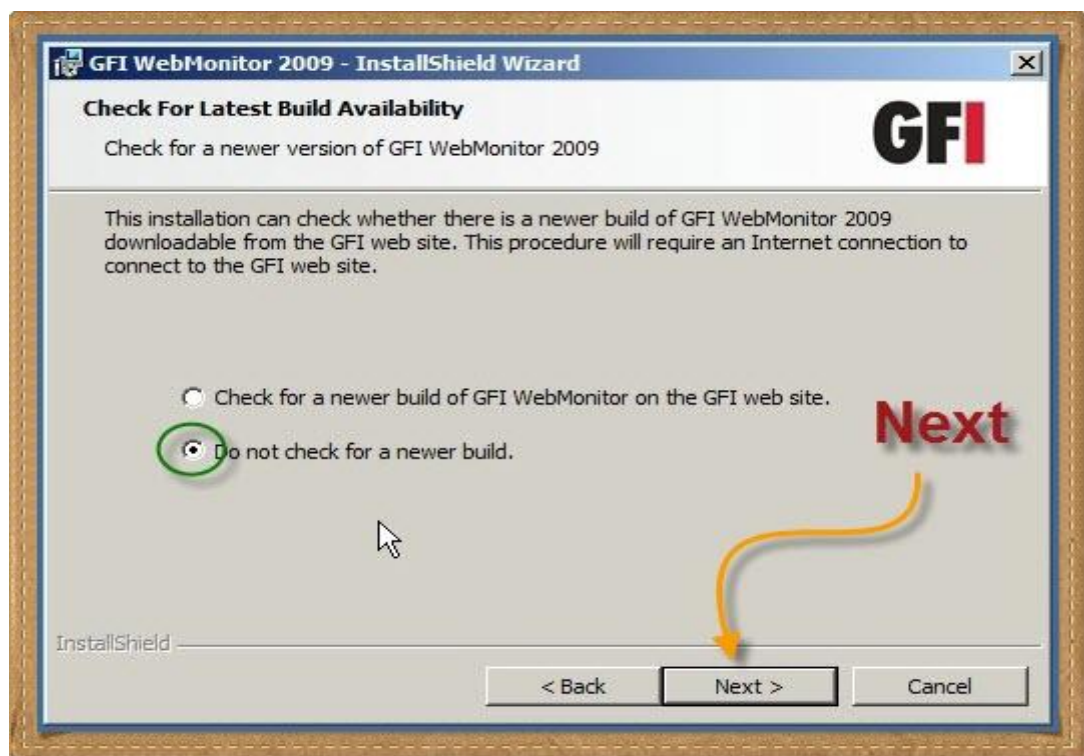 GFI WebMonitor 2009 - InstallShield Wizard
Check For Latest Build Availability
GFI
Check for a newer version of GFI WebMonitor 2009
This installation can check whether there is a newer build of GFI WebMonitor 2009
downloadable from the GFI web site. This procedure will require an Internet connection to
connect to the GFI web site.
Check for a newer build of GFI WebMonitor on the GFI web site.
Next
Do not check for a newer build.
InstallShield
< Back
Next >
Cancel